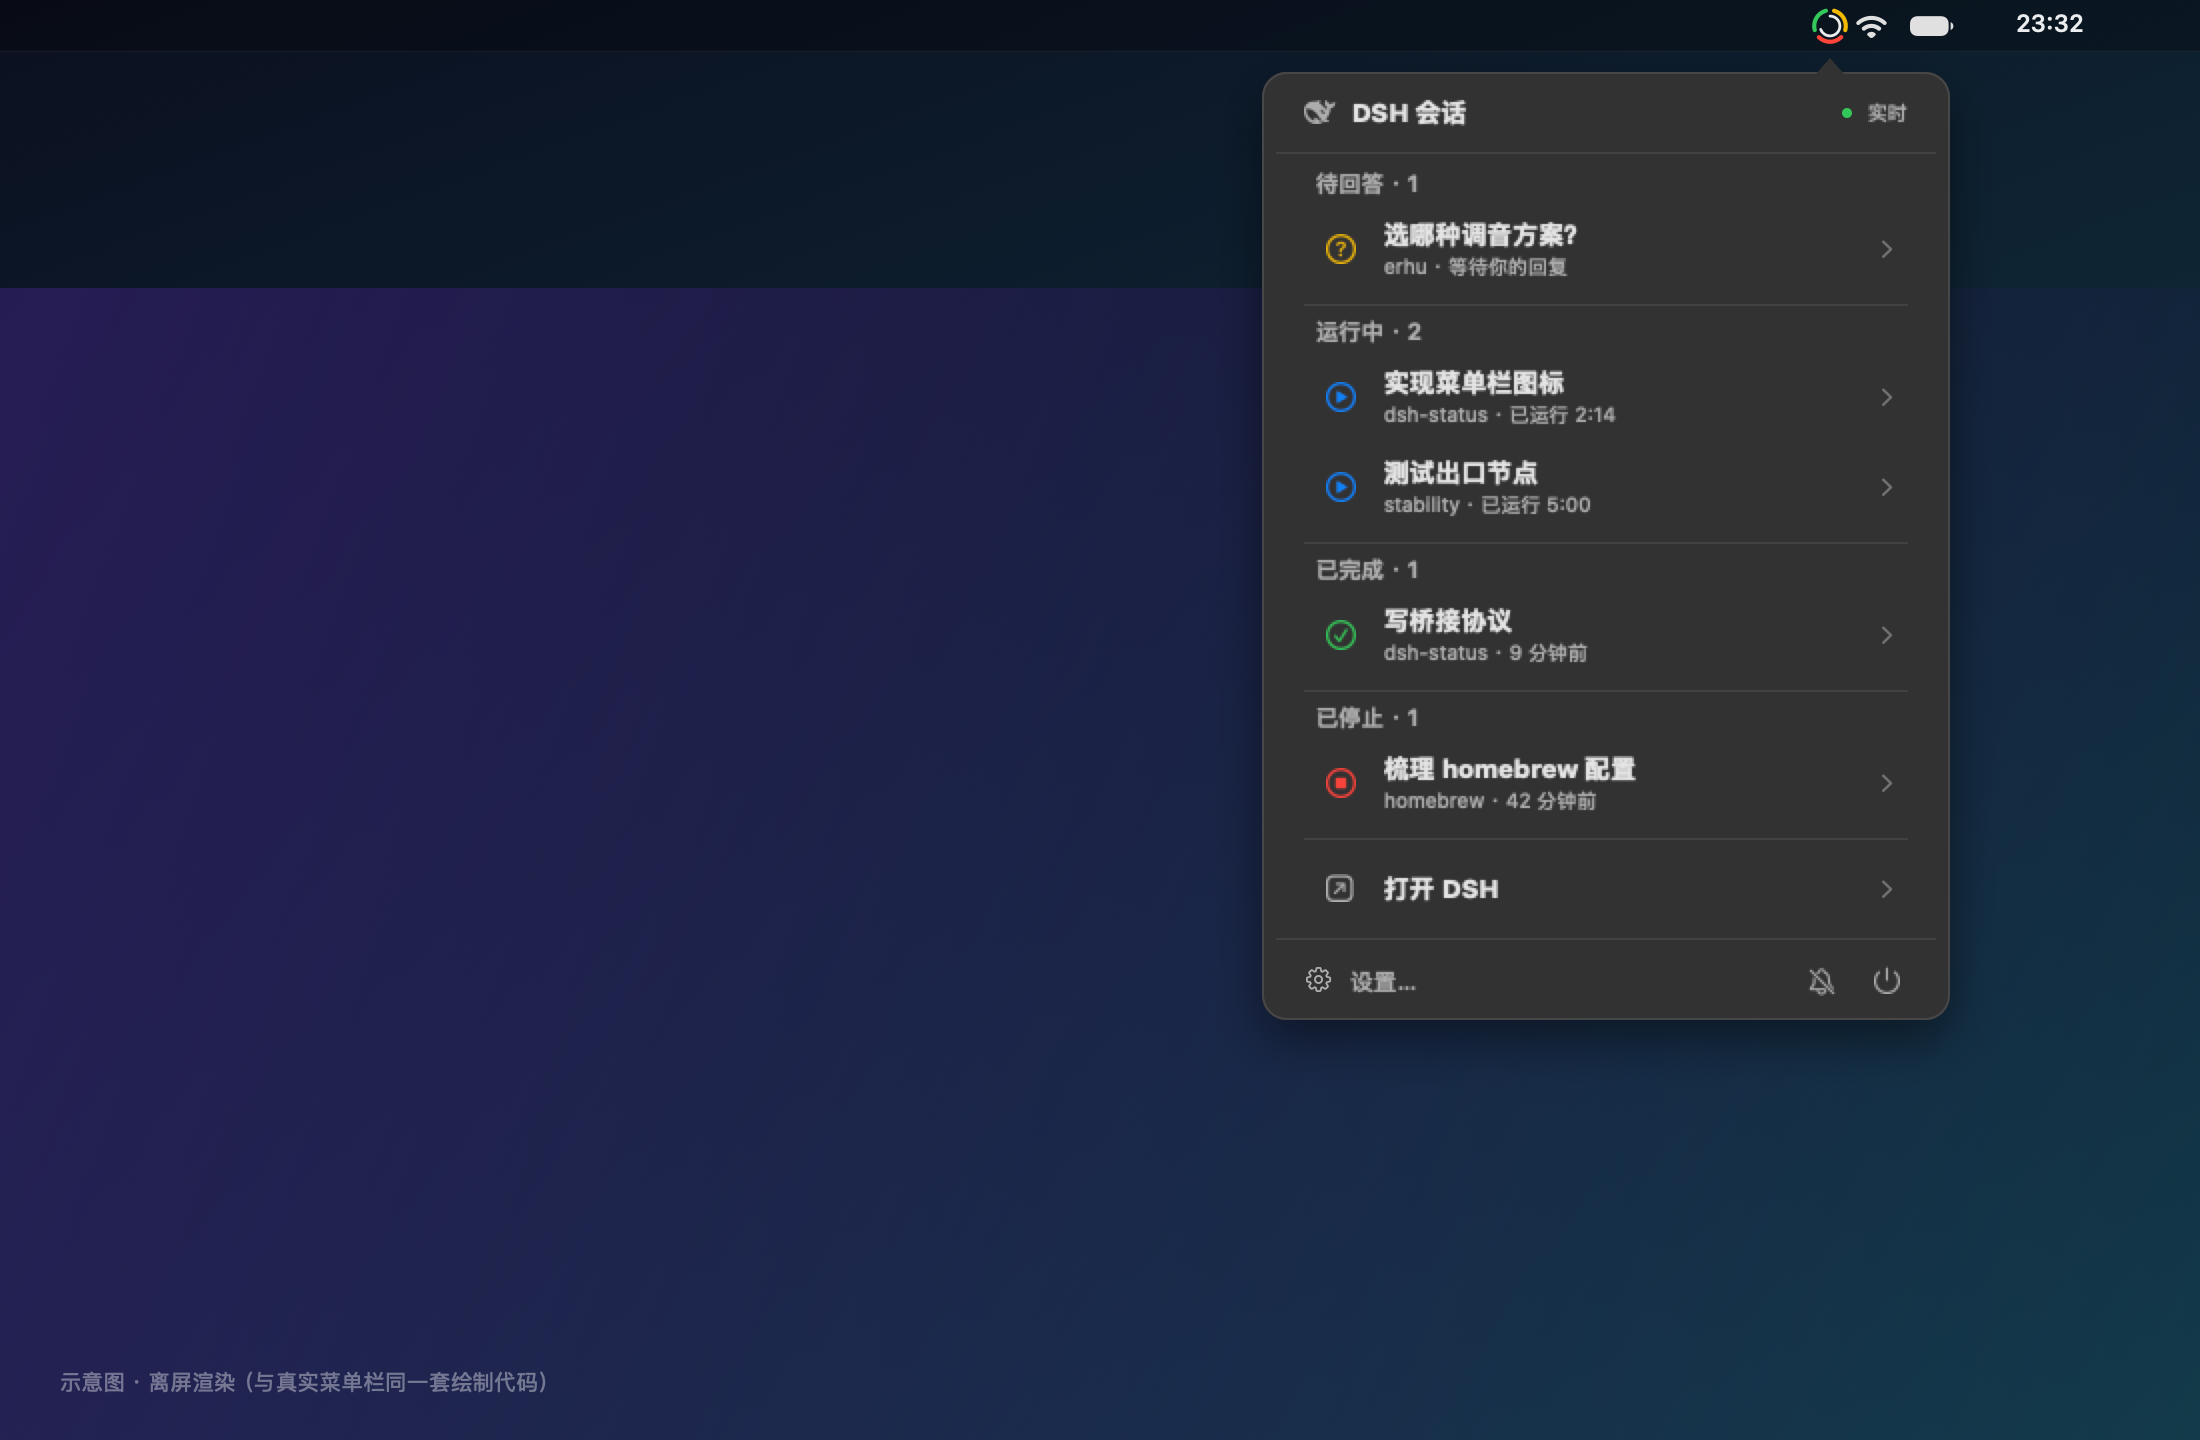 23:32
DSH 会话
实时
待回答 · 1
选哪种调音方案?
erhu · 等待你的回复
运行中 · 2
实现菜单栏图标
dsh-status · 已运行 2:14
测试出口节点
stability · 已运行 5:00
已完成 · 1
写桥接协议
dsh-status · 9 分钟前
已停止 · 1
梳理 homebrew 配置
homebrew · 42 分钟前
打开 DSH
设置...
示意图 · 离屏渲染（与真实菜单栏同一套绘制代码）